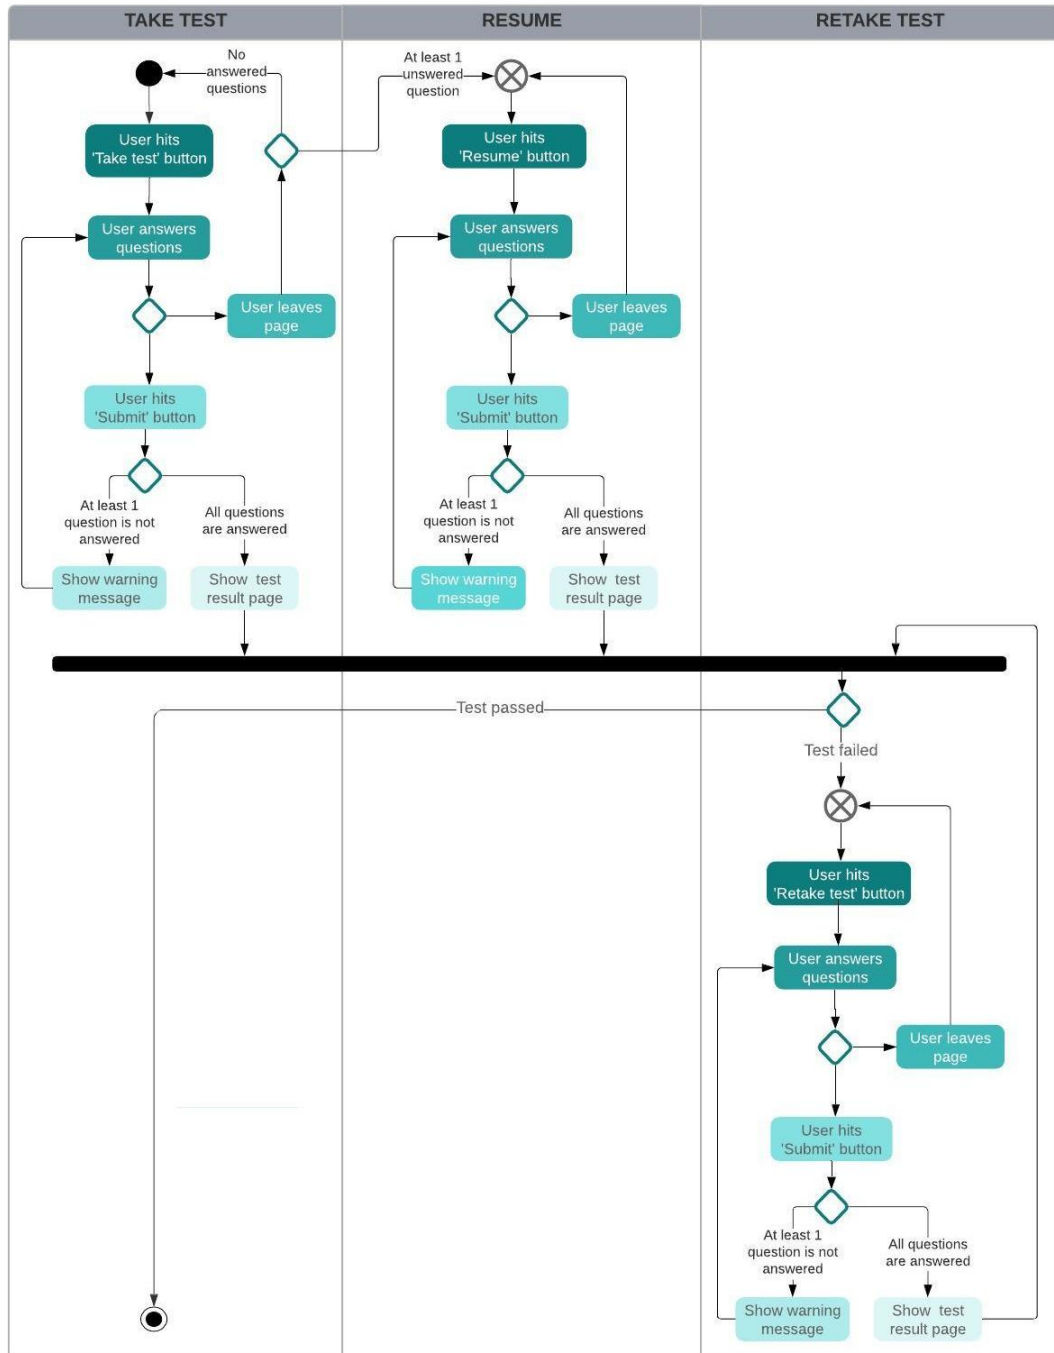 TAKE TEST
RESUME
RETAKE TEST
No
answered
questions
At least 1
unswered
question
User hits
'Take test' button
User hits
'Resume' button
User answers
questions
User answers
questions
User leaves
page
User leaves
page
User hits
'Submit' button
User hits
'Submit' button
At least 1
question is not
answered
All questions
are answered
At least 1
question is not
answered
All questions
are answered
Show warning
message
Show test
result page
Show warning
message
Show test
result page
Test passed
Test failed
User hits
'Retake test' button
User answers
questions
User leaves
page
User hits
'Submit' button
At least 1
question is not
answered
All questions
are answered
Show warning
message
Show test
result page